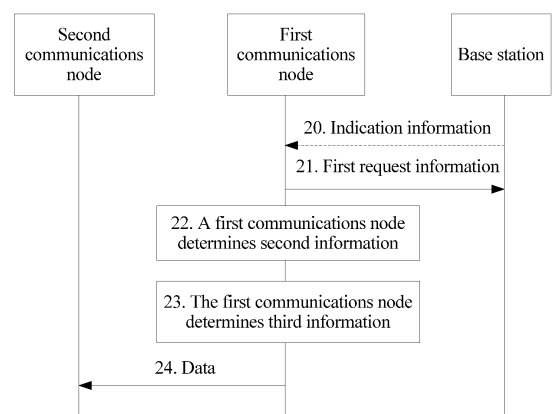 Second
communications
node
First
communications
node
Base station
20. Indication information
21. First request information
22. A first communications node
determines second information
23. The first communications node
determines third information
24. Data